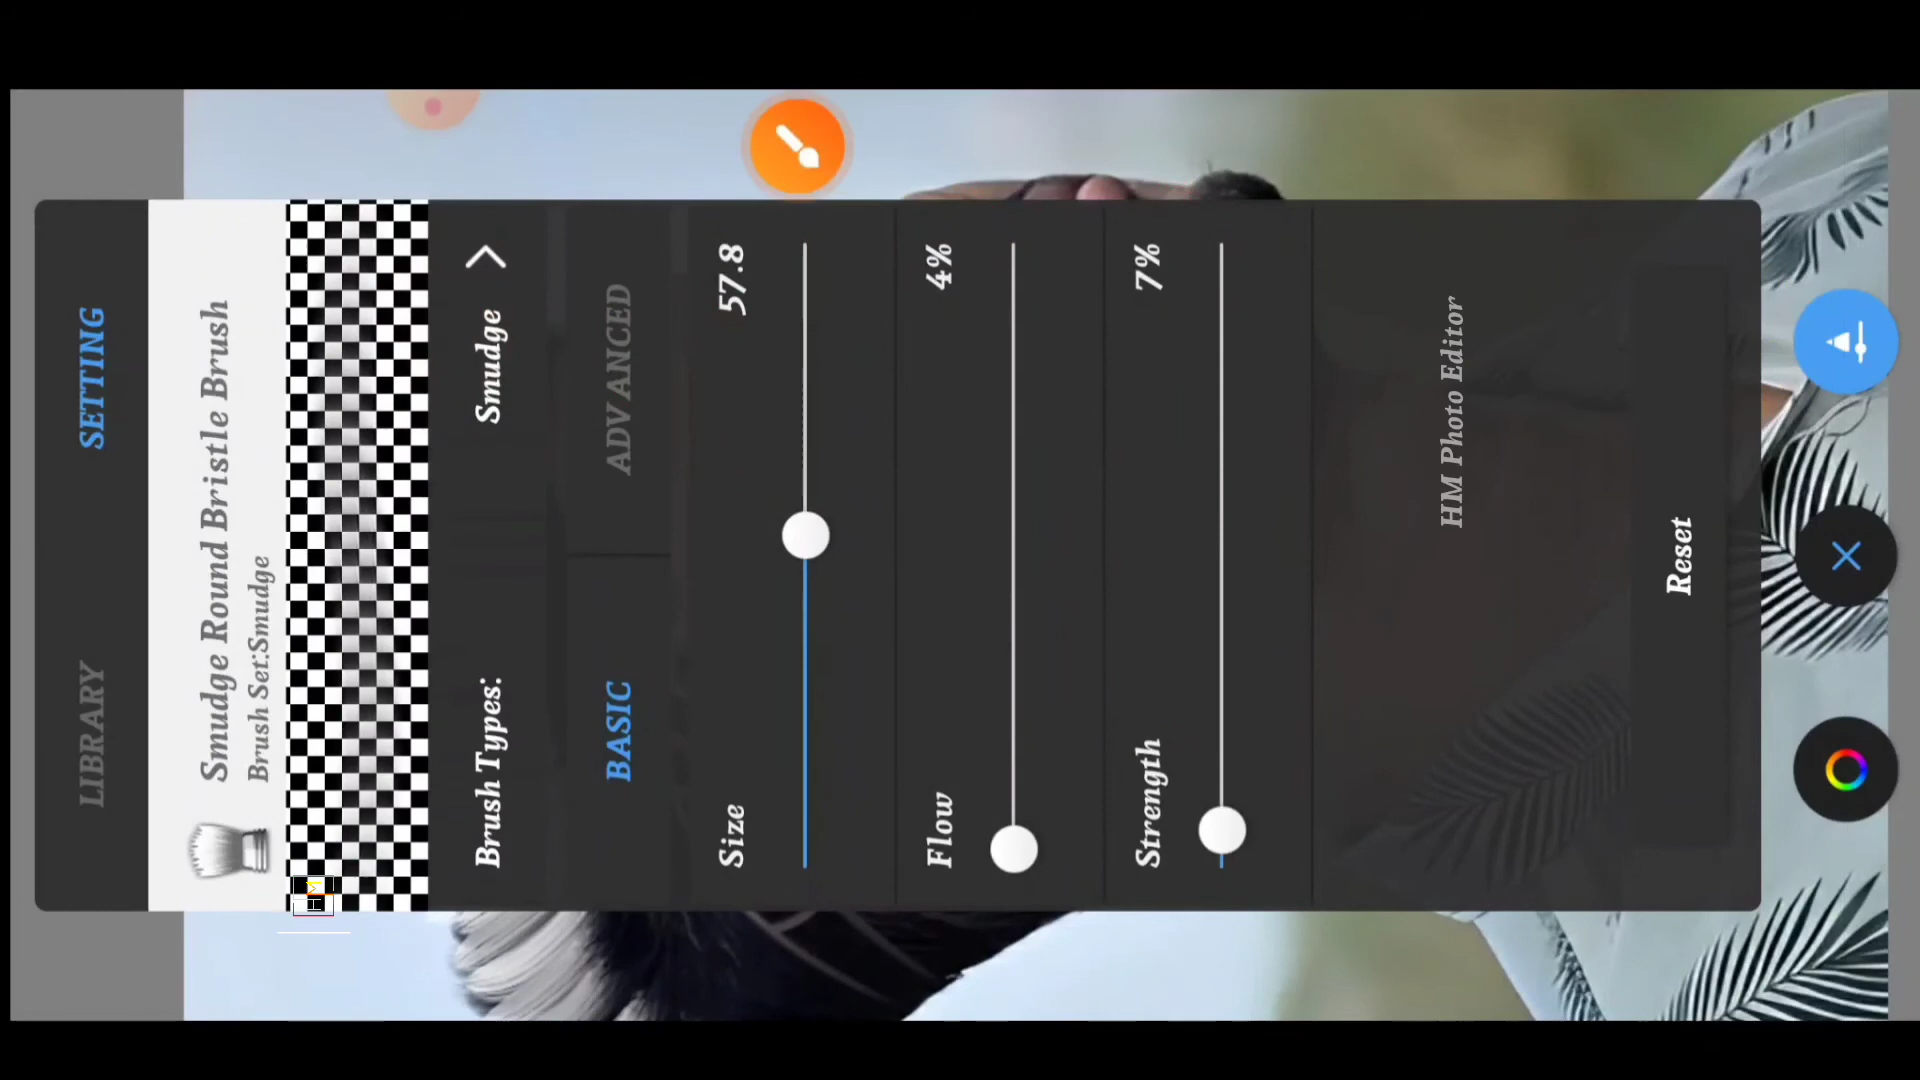 LIBRARY SETTING
Smudge Round Bristle Brush
Brush Set:Smudge
HM
Brush Types: Smudge
BASIC ADVANCED
Size 57.8
Flow 4%
Strength 7%
HM Photo Editor
Reset